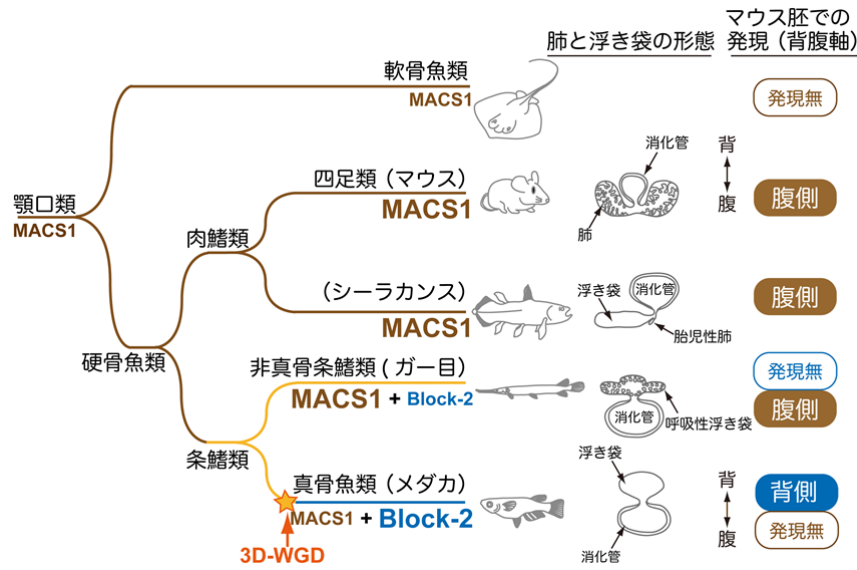 肺と浮き袋の形態
マウス胚での
発現(背腹軸)
軟骨魚類
MACS1
発現無
顎口類
MACS1
四足類(マウス)
MACS1
消化管
肺
背
腹
腹側
肉鰭類
(シーラカンス)
MACS1
浮き袋
消化管
胎児性肺
腹側
硬骨魚類
非真骨条鰭類(ガー目)
MACS1 + Block-2
消化管
呼吸性浮き袋
発現無
腹側
条鰭類
真骨魚類(メダカ)
MACS1 + Block-2
3D-WGD
浮き袋
消化管
背
腹
背側
発現無